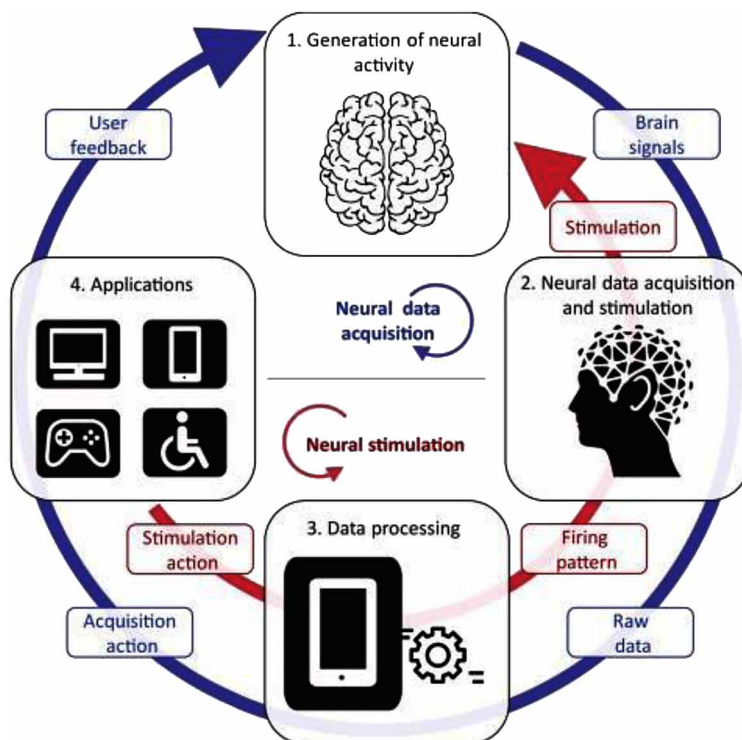 1. Generation of neural
activity
User
feedback
Brain
signals
Stimulation
4. Applications
2. Neural data acquisition
and stimulation
Neural data
acquisition
Neural stimulation
3. Data processing
Stimulation
action
Firing
pattern
Acquisition
action
Raw
data